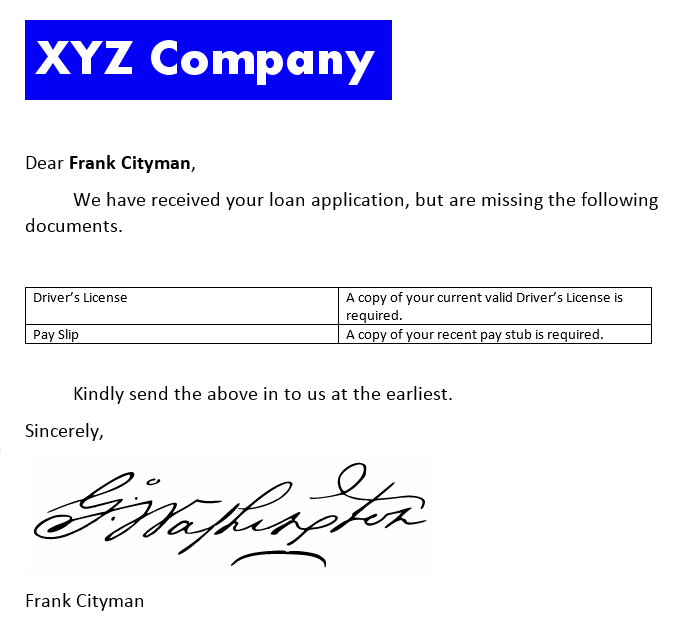 XYZ Company
Dear Frank Cityman,
We have received your loan application, but are missing the following
documents.
Driver's License
A copy of your current valid Driver's License is
required.
Pay Slip
A copy of your recent pay stub is required.
Kindly send the above in to us at the earliest.
Sincerely,
G. Washington
Frank Cityman